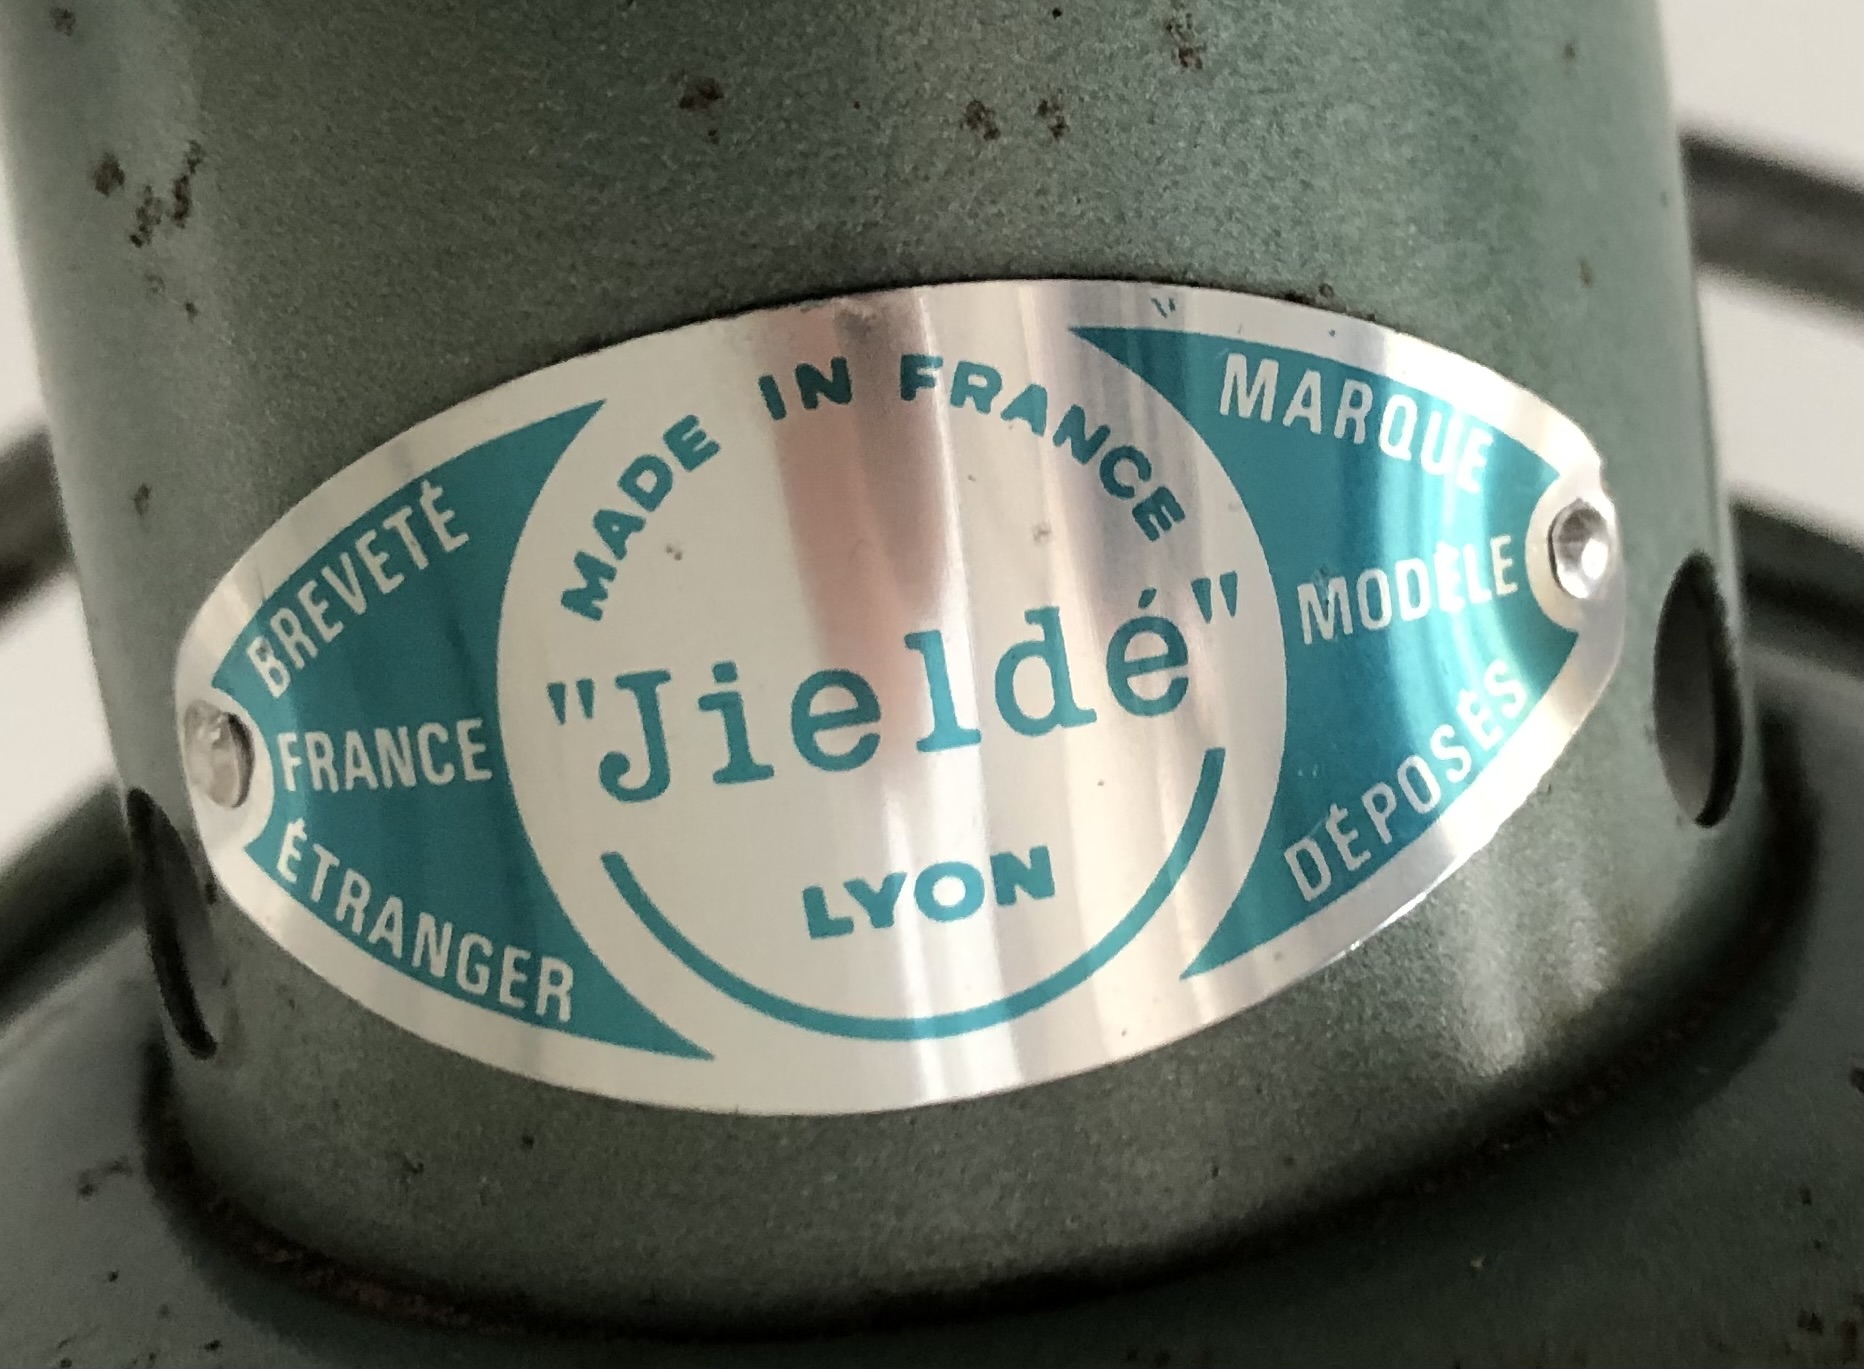 BREVETÉ
FRANCE
ÉTRANGER
MADE IN FRANCE
"Jieldé"
LYON
MARQUE
MODÈLE
DÉPOSÉS